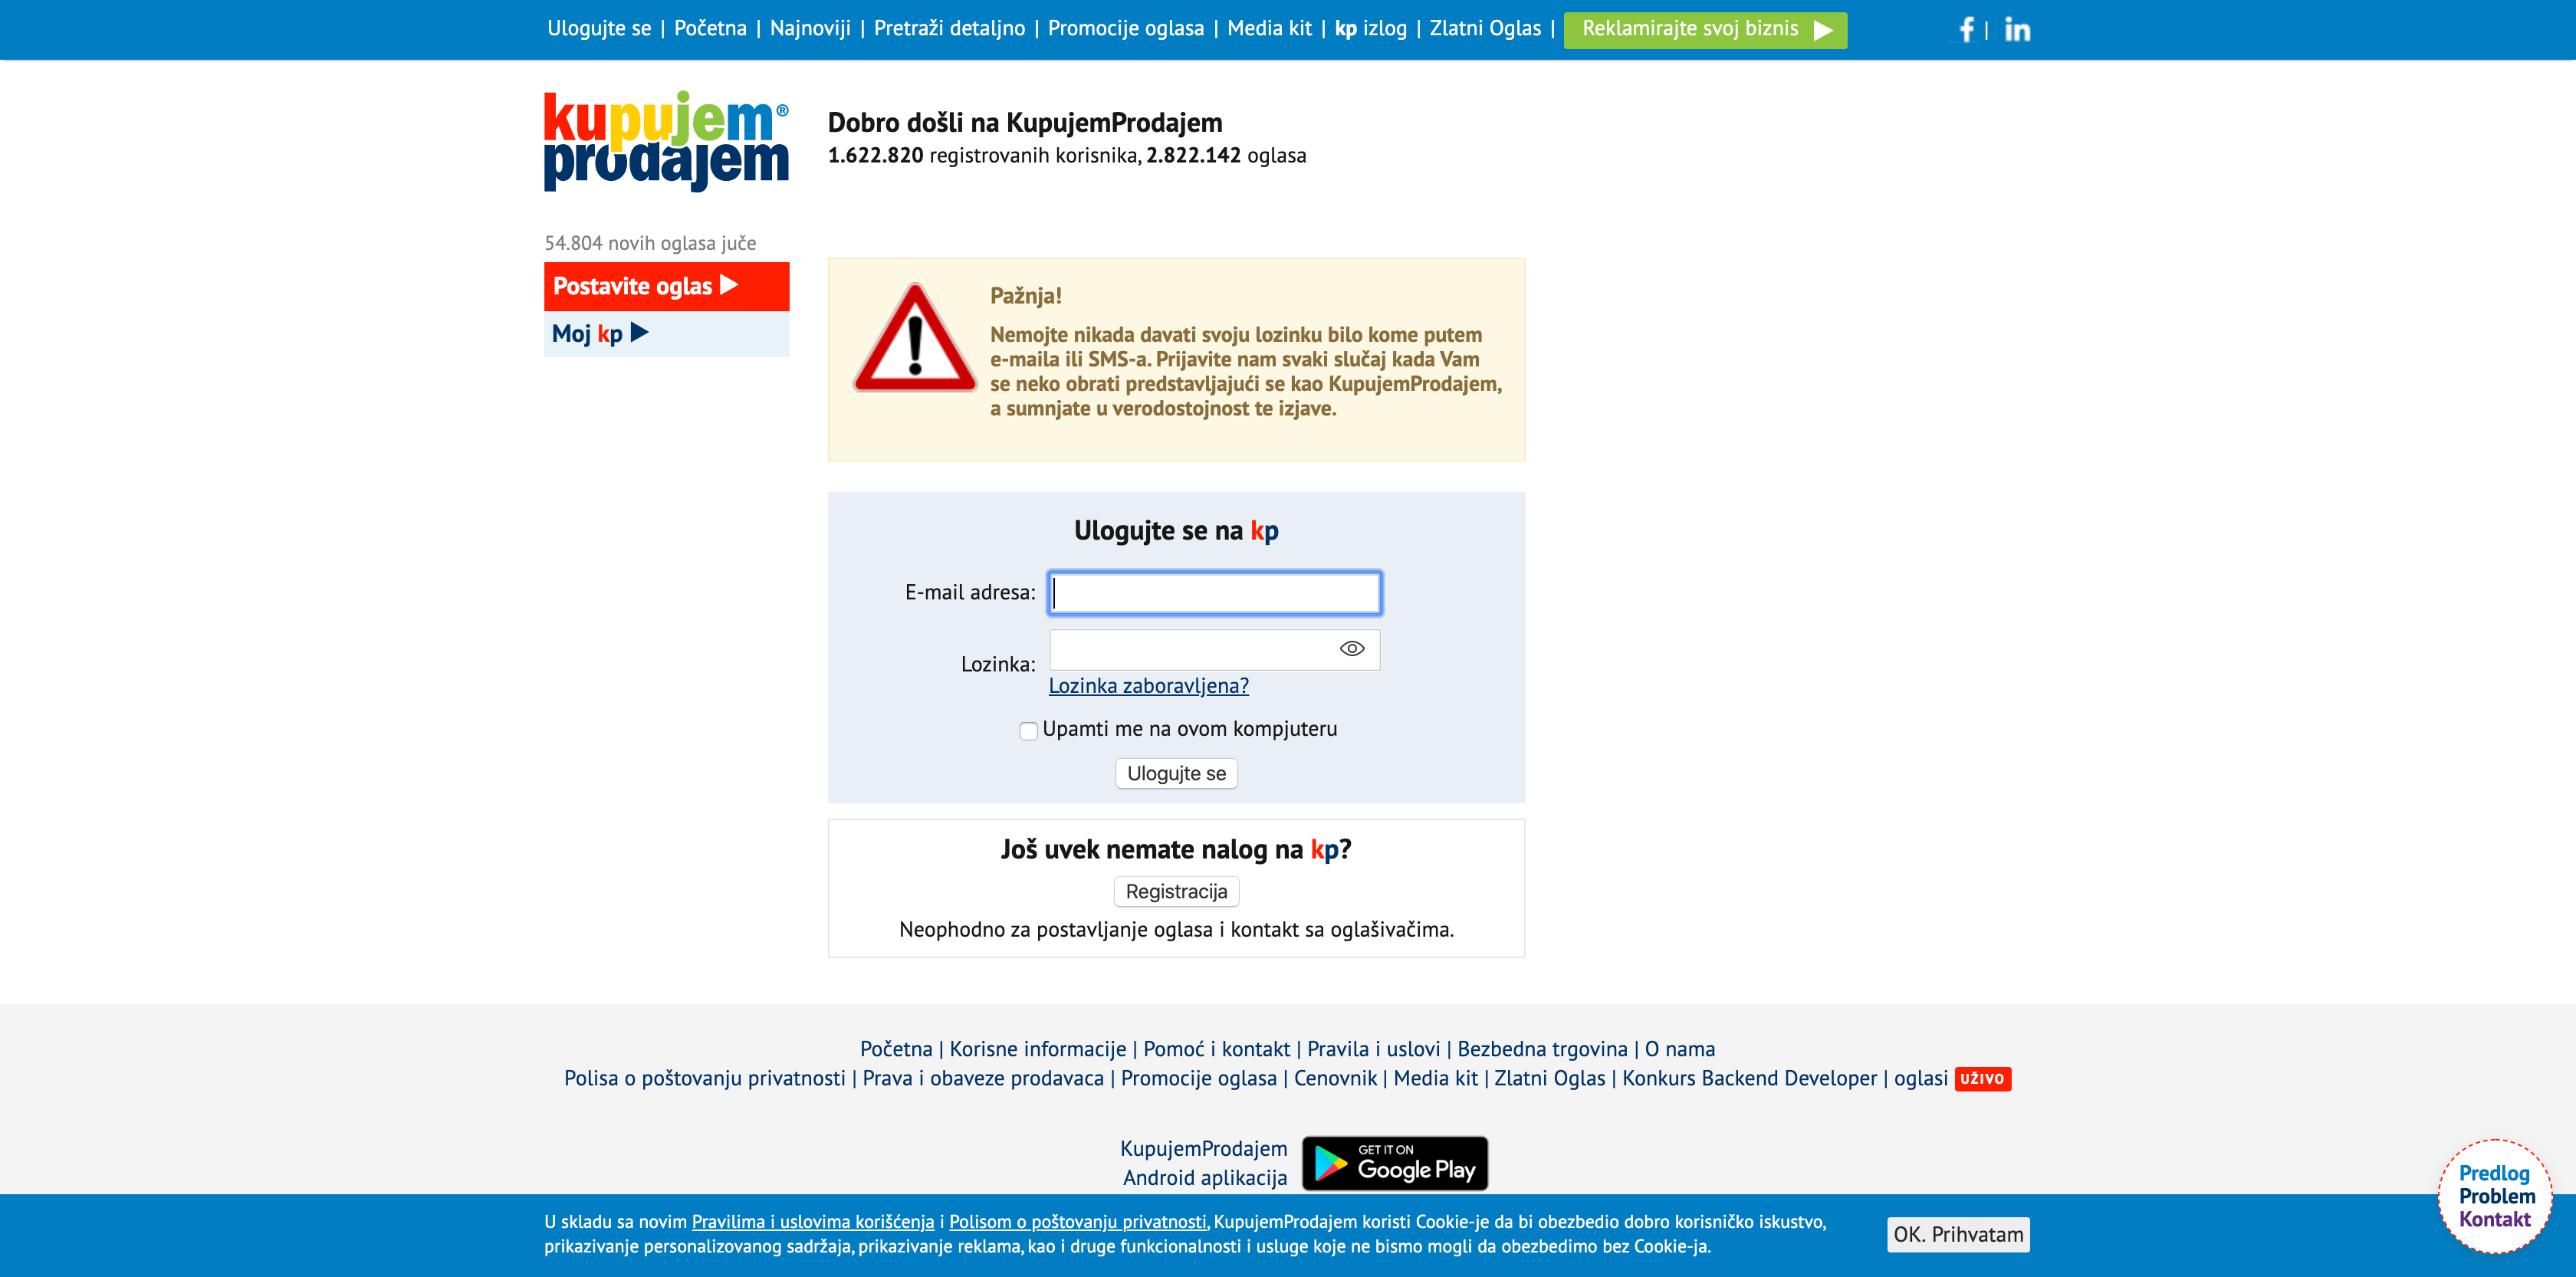 Ulogujte se | Početna | Najnoviji | Pretraži detaljno | Promocije oglasa | Media kit | kp izlog | Zlatni Oglas | Reklamirajte svoj biznis ▶ f | in
kupujem®
prodajem
Dobro došli na KupujemProdajem
1.622.820 registrovanih korisnika, 2.822.142 oglasa
54.804 novih oglasa juče
Postavite oglas ▶
Moj kp ▶
Pažnja!
Nemojte nikada davati svoju lozinku bilo kome putem
e-maila ili SMS-a. Prijavite nam svaki slučaj kada Vam
se neko obrati predstavljajući se kao KupujemProdajem,
a sumnjate u verodostojnost te izjave.
Ulogujte se na kp
E-mail adresa:
Lozinka:
Lozinka zaboravljena?
Upamti me na ovom kompjuteru
Ulogujte se
Još uvek nemate nalog na kp?
Registracija
Neophodno za postavljanje oglasa i kontakt sa oglašivačima.
Početna | Korisne informacije | Pomoć i kontakt | Pravila i uslovi | Bezbedna trgovina | O nama
Polisa o poštovanju privatnosti | Prava i obaveze prodavaca | Promocije oglasa | Cenovnik | Media kit | Zlatni Oglas | Konkurs Backend Developer | oglasi UŽIVO
KupujemProdajem
Android aplikacija
GET IT ON
Google Play
Predlog
Problem
Kontakt
U skladu sa novim Pravilima i uslovima korišćenja i Polisom o poštovanju privatnosti, KupujemProdajem koristi Cookie-je da bi obezbedio dobro korisničko iskustvo,
prikazivanje personalizovanog sadržaja, prikazivanje reklama, kao i druge funkcionalnosti i usluge koje ne bismo mogli da obezbedimo bez Cookie-ja.
OK. Prihvatam